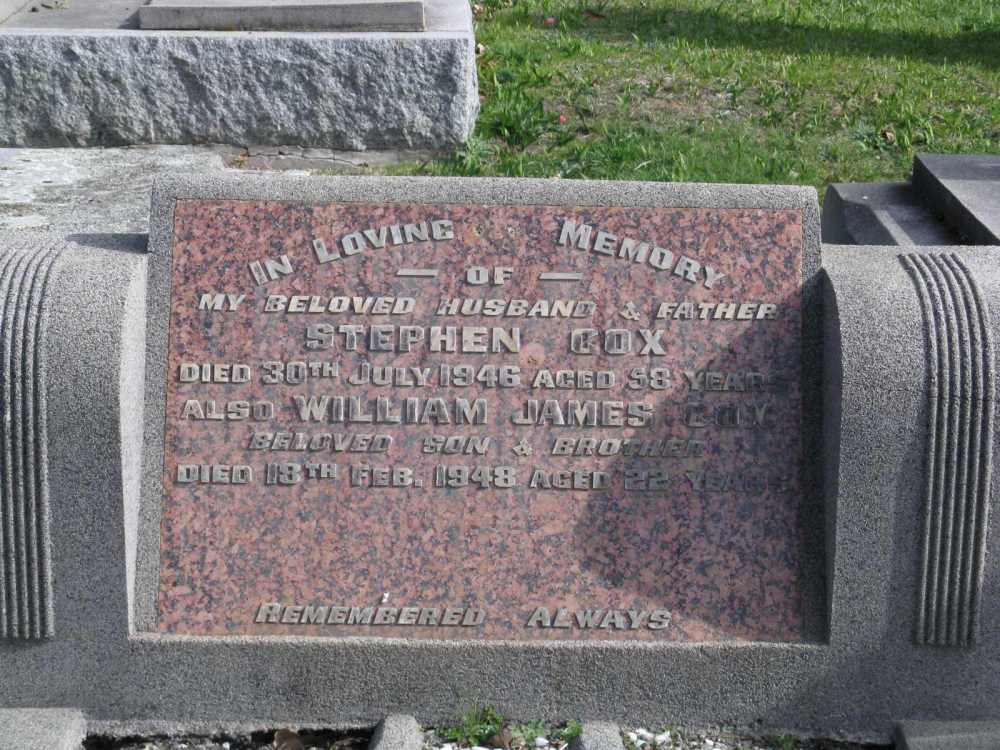 In Loving Memory
— OF —
MY BELOVED HUSBAND & FATHER
STEPHEN COX
DIED 30TH JULY 1946 AGED 58 YEARS
ALSO WILLIAM JAMES COX
BELOVED SON & BROTHER
DIED 13TH FEB. 1948 AGED 22 YEARS
REMEMBERED ALWAYS